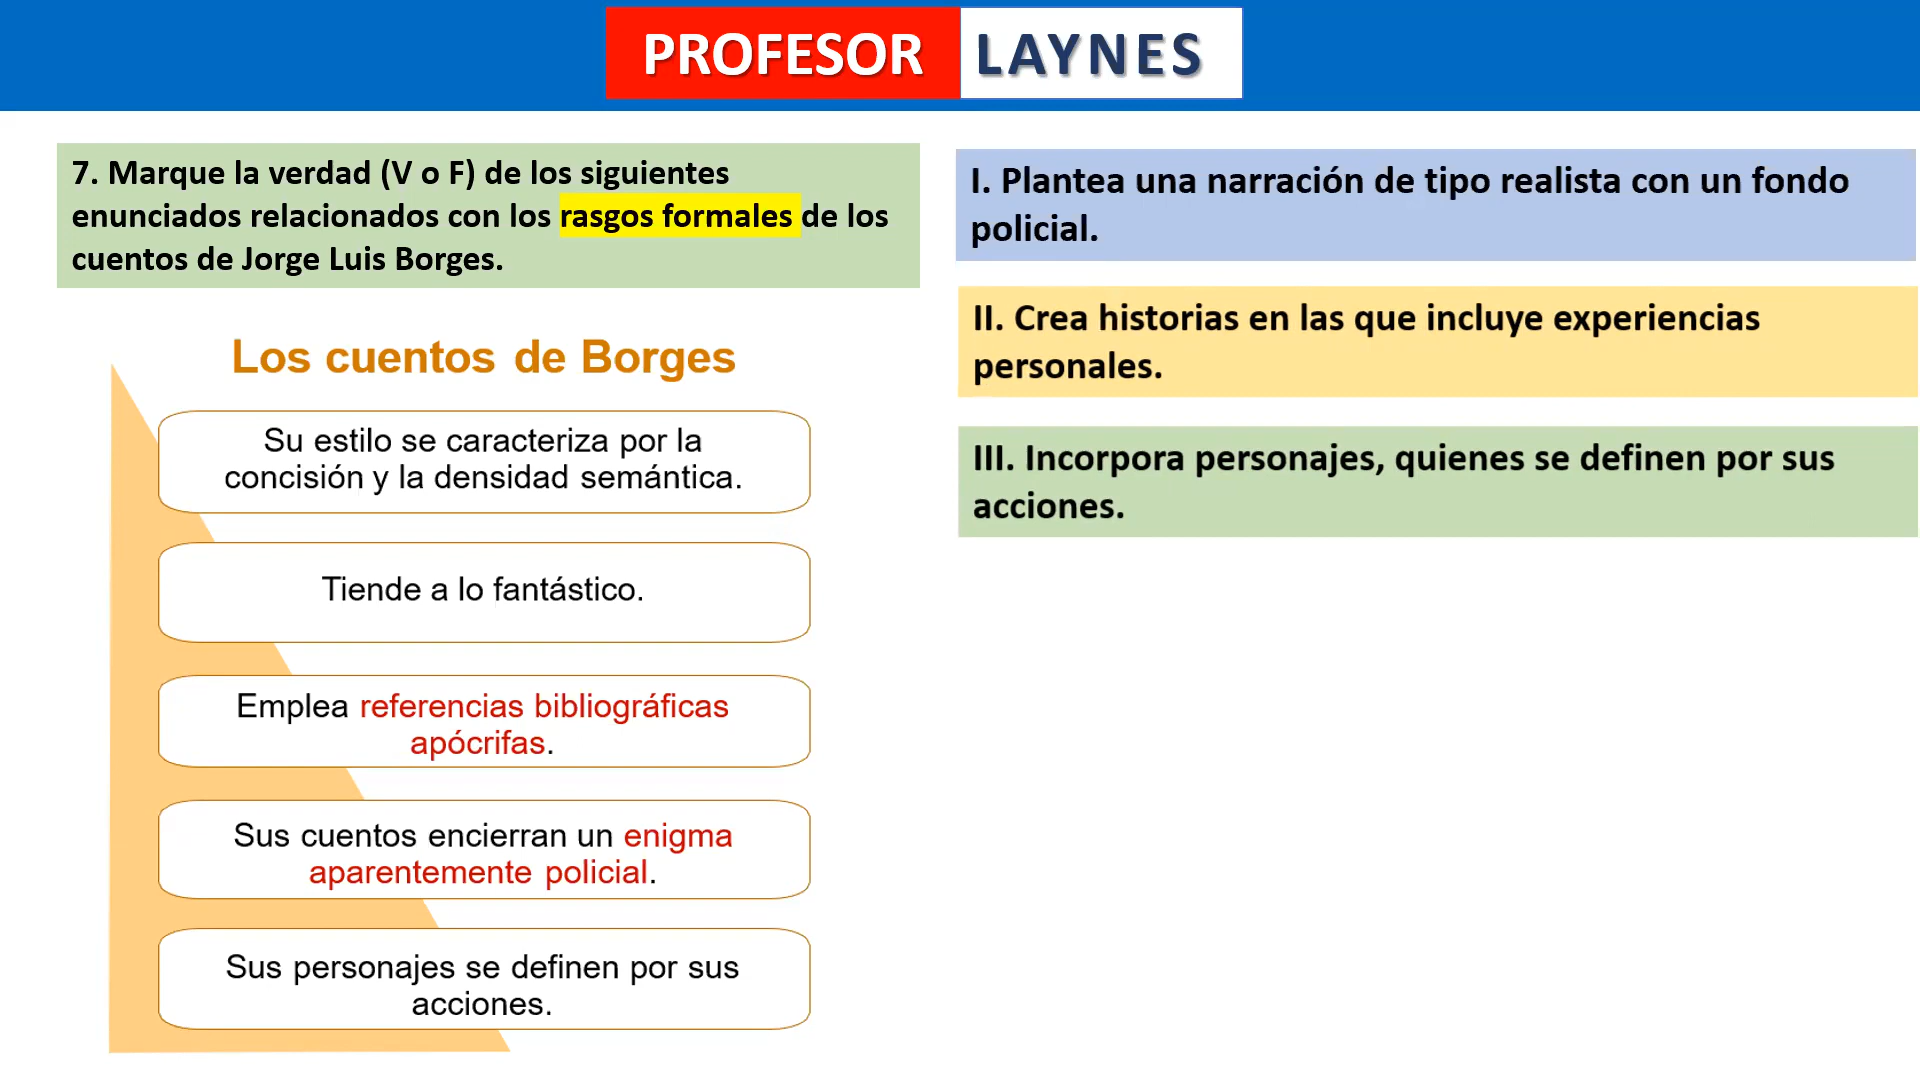 PROFESOR LAYNES
7. Marque la verdad (V o F) de los siguientes
enunciados relacionados con los rasgos formales de los
cuentos de Jorge Luis Borges.
Los cuentos de Borges
Su estilo se caracteriza por la
concisión y la densidad semántica.
Tiende a lo fantástico.
Emplea referencias bibliográficas
apócrifas.
Sus cuentos encierran un enigma
aparentemente policial.
Sus personajes se definen por sus
acciones.
I. Plantea una narración de tipo realista con un fondo
policial.
II. Crea historias en las que incluye experiencias
personales.
III. Incorpora personajes, quienes se definen por sus
acciones.